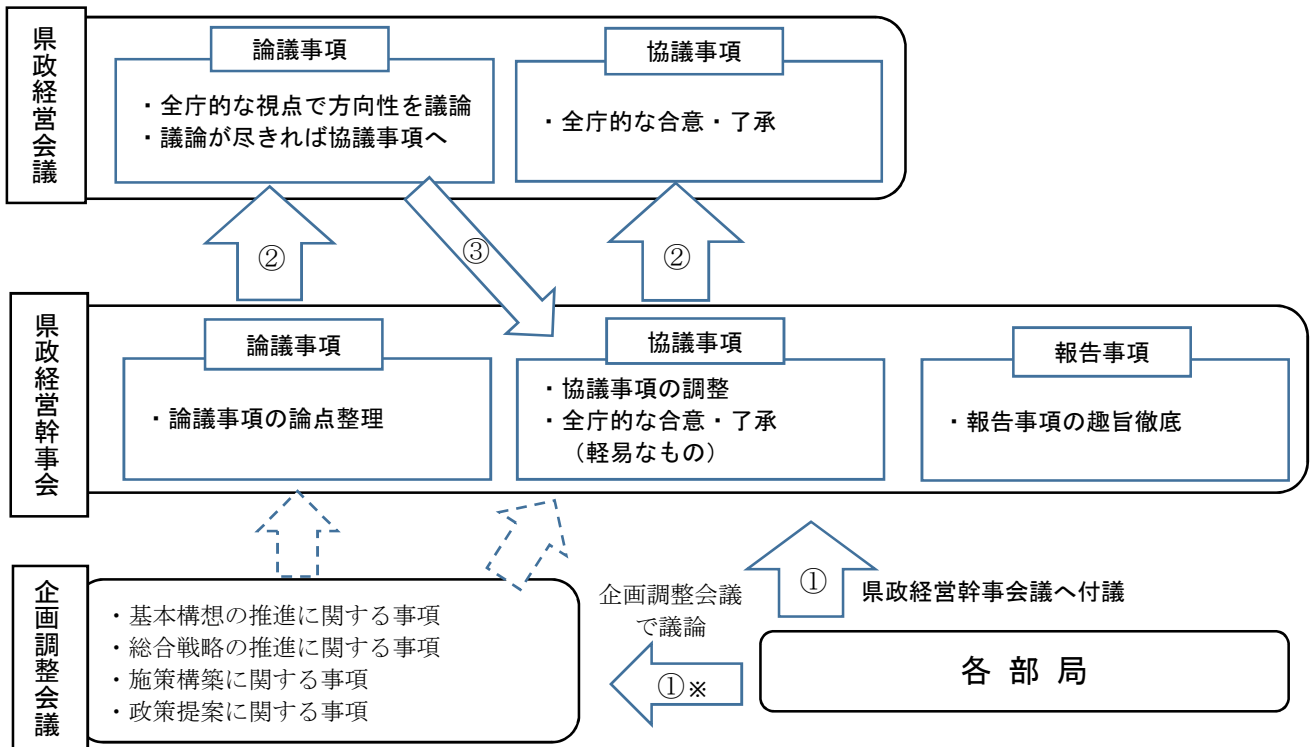 県政経営会議
論議事項
・全庁的な視点で方向性を議論
・議論が尽きれば協議事項へ
協議事項
・全庁的な合意・了承
②
③
②
県政経営幹事会
論議事項
・論議事項の論点整理
協議事項
・協議事項の調整
・全庁的な合意・了承
（軽易なもの）
報告事項
・報告事項の趣旨徹底
企画調整会議
・基本構想の推進に関する事項
・総合戦略の推進に関する事項
・施策構築に関する事項
・政策提案に関する事項
企画調整会議
で議論
①※
①
県政経営幹事会議へ付議
各部局